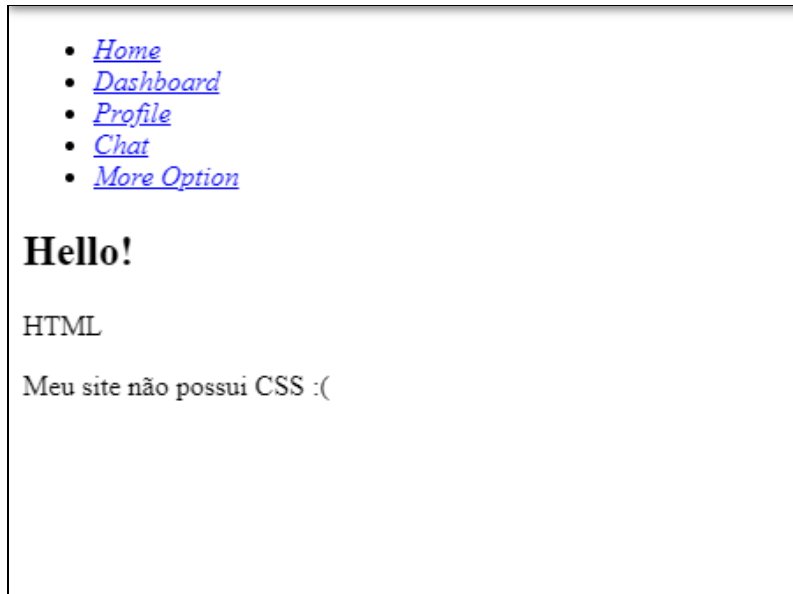 Home
Dashboard
Profile
Chat
More Option
Hello!
HTML
Meu site não possui CSS :(